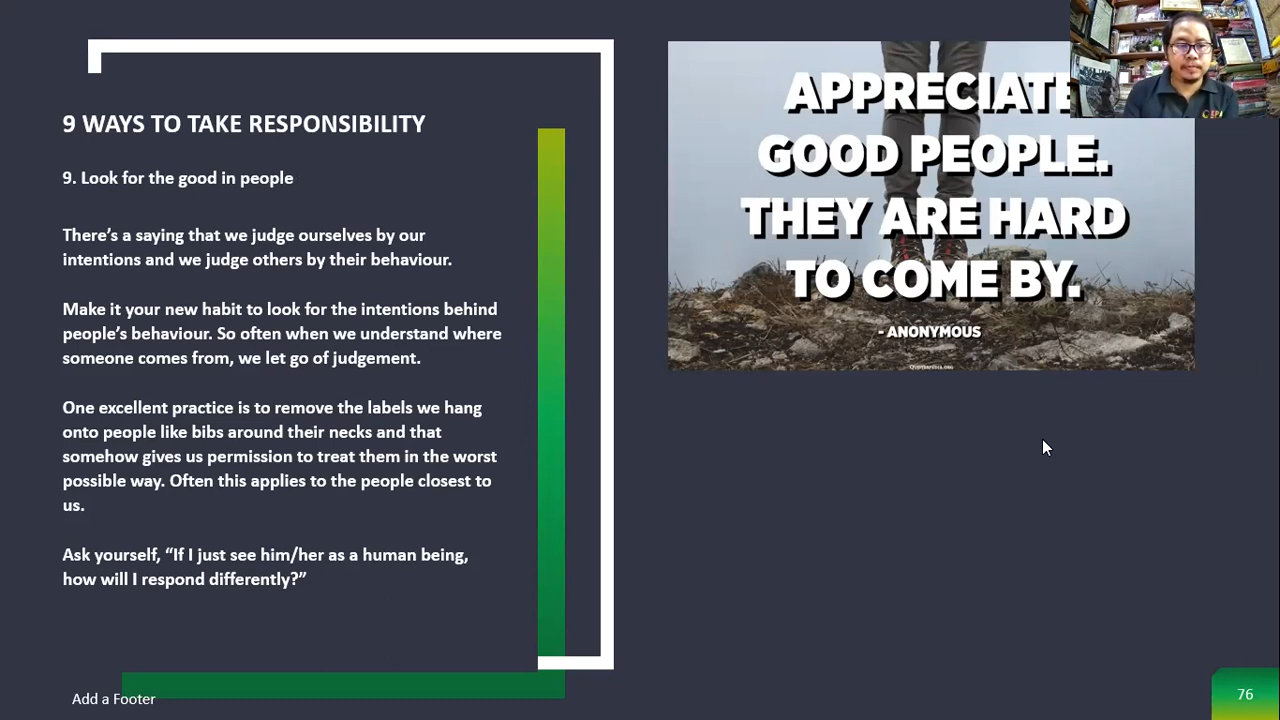 9 WAYS TO TAKE RESPONSIBILITY
9. Look for the good in people
There’s a saying that we judge ourselves by our
intentions and we judge others by their behaviour.
Make it your new habit to look for the intentions behind
people’s behaviour. So often when we understand where
someone comes from, we let go of judgement.
One excellent practice is to remove the labels we hang
onto people like bibs around their necks and that
somehow gives us permission to treat them in the worst
possible way. Often this applies to the people closest to
us.
Ask yourself, “If I just see him/her as a human being,
how will I respond differently?”
Add a Footer
APPRECIATE
GOOD PEOPLE.
THEY ARE HARD
TO COME BY.
- ANONYMOUS
76